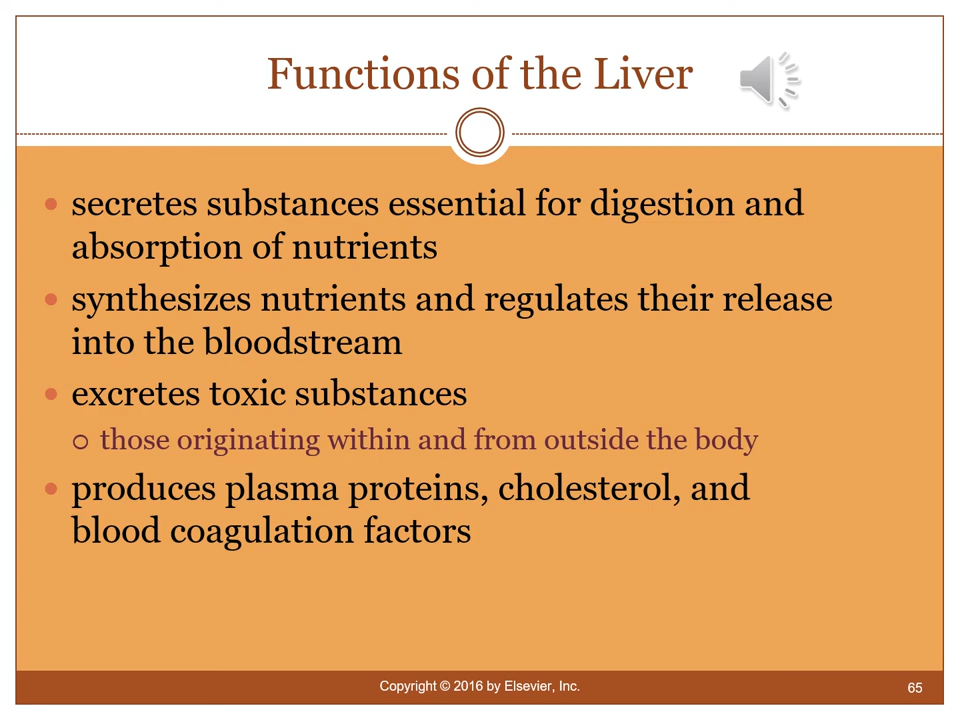 Functions of the Liver
secretes substances essential for digestion and
absorption of nutrients
synthesizes nutrients and regulates their release
into the bloodstream
excretes toxic substances
those originating within and from outside the body
produces plasma proteins, cholesterol, and
blood coagulation factors
Copyright © 2016 by Elsevier, Inc.
65